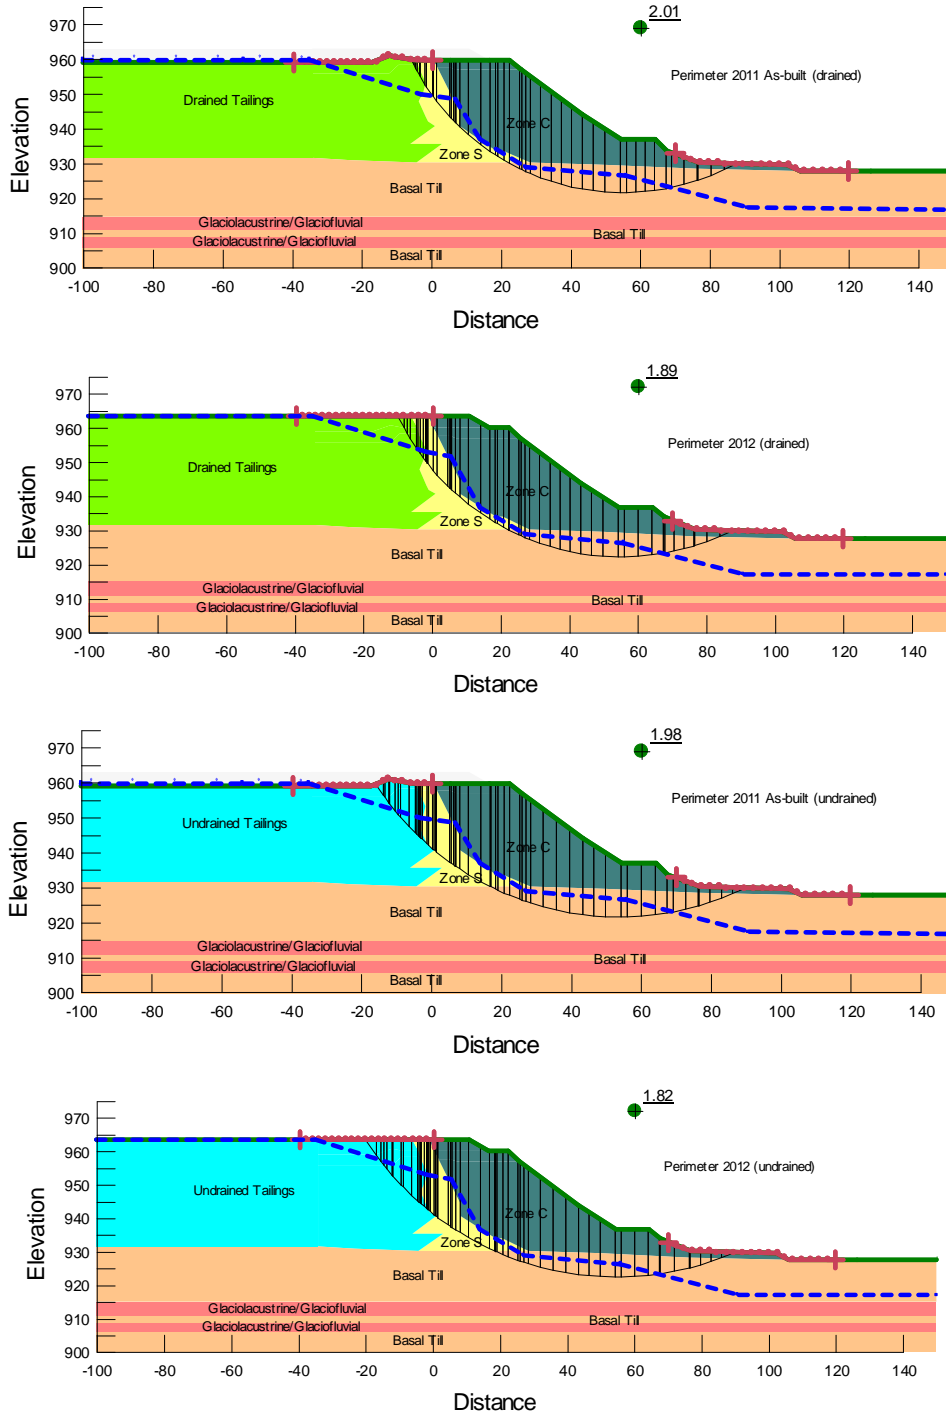 2.01
970
960
950
940
930
920
910
900
Elevation
Perimeter 2011 As-built (drained)
Drained Tailings
Zone C
Zone S
Basal Till
Glaciolacustrine/Glaciofluvial
Basal Till
Glaciolacustrine/Glaciofluvial
Basal Till
-100 -80 -60 -40 -20 0 20 40 60 80 100 120 140
Distance
1.89
970
960
950
940
930
920
910
900
Elevation
Perimeter 2012 (drained)
Drained Tailings
Zone C
Zone S
Basal Till
Glaciolacustrine/Glaciofluvial
Basal Till
Glaciolacustrine/Glaciofluvial
Basal Till
-100 -80 -60 -40 -20 0 20 40 60 80 100 120 140
Distance
1.98
970
960
950
940
930
920
910
900
Elevation
Perimeter 2011 As-built (undrained)
Undrained Tailings
Zone C
Zone S
Basal Till
Glaciolacustrine/Glaciofluvial
Basal Till
Glaciolacustrine/Glaciofluvial
Basal Till
-100 -80 -60 -40 -20 0 20 40 60 80 100 120 140
Distance
1.82
970
960
950
940
930
920
910
900
Elevation
Perimeter 2012 (undrained)
Undrained Tailings
Zone C
Zone S
Basal Till
Glaciolacustrine/Glaciofluvial
Basal Till
Glaciolacustrine/Glaciofluvial
Basal Till
-100 -80 -60 -40 -20 0 20 40 60 80 100 120 140
Distance